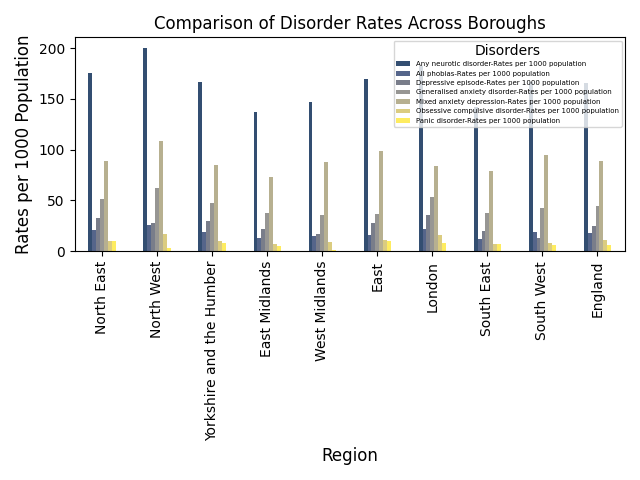 Comparison of Disorder Rates Across Boroughs
Rates per 1000 Population
200
150
100
50
0
Disorders
Any neurotic disorder-Rates per 1000 population
All phobias-Rates per 1000 population
Depressive episode-Rates per 1000 population
Generalised anxiety disorder-Rates per 1000 population
Mixed anxiety depression-Rates per 1000 population
Obsessive compulsive disorder-Rates per 1000 population
Panic disorder-Rates per 1000 population
North East
North West
Yorkshire and the Humber
East Midlands
West Midlands
East
London
South East
South West
England
Region